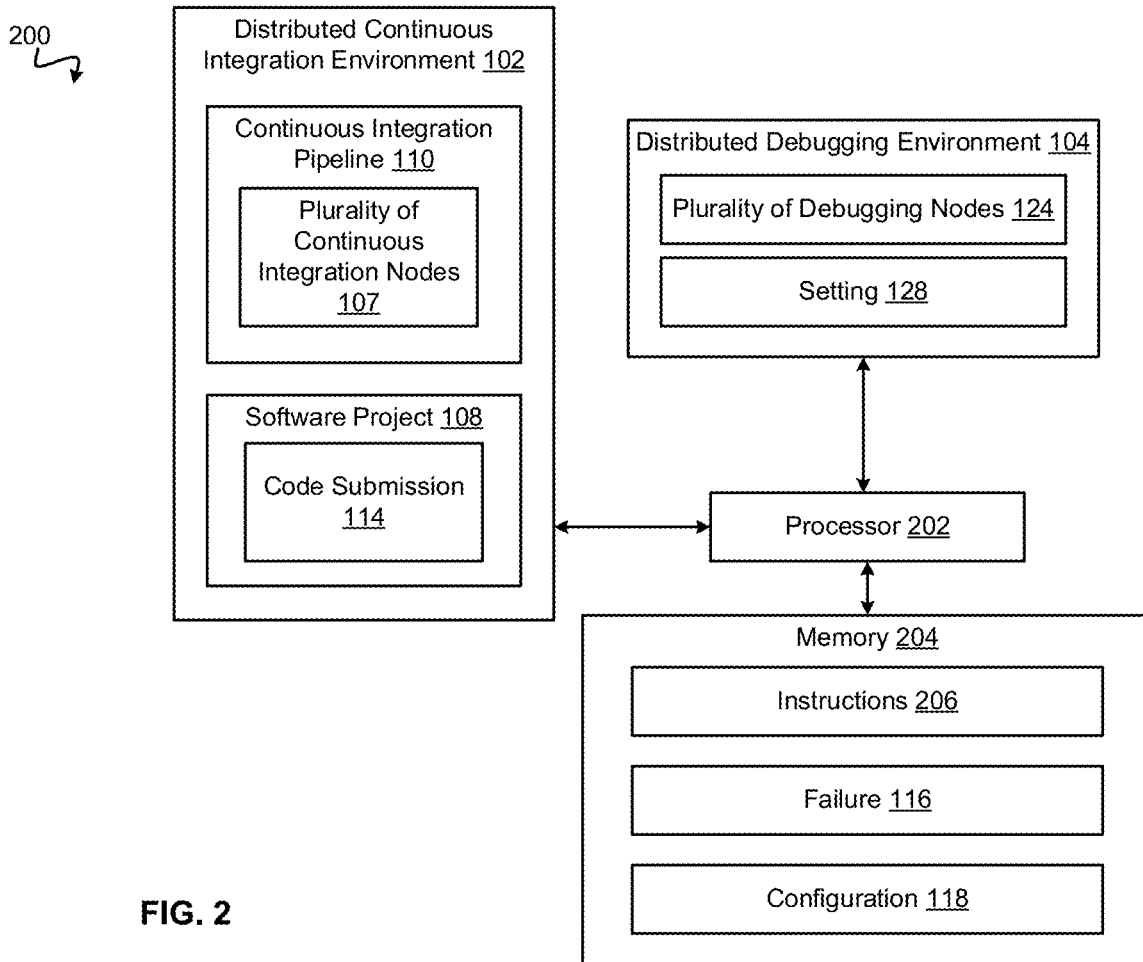 200
Distributed Continuous
Integration Environment 102
Continuous Integration
Pipeline 110
Plurality of
Continuous
Integration Nodes
107
Software Project 108
Code Submission
114
Distributed Debugging Environment 104
Plurality of Debugging Nodes 124
Setting 128
Processor 202
Memory 204
Instructions 206
Failure 116
Configuration 118
FIG. 2